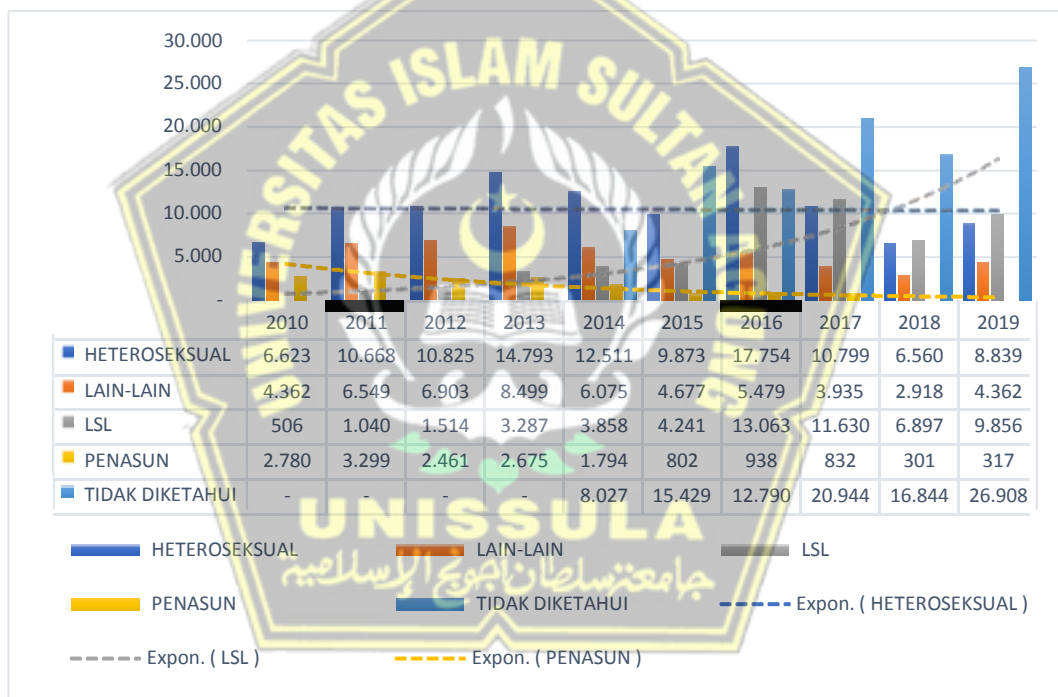 30.000
25.000
20.000
15.000
10.000
5.000
-
2010 2011 2012 2013 2014 2015 2016 2017 2018 2019
HETEROSEKSUAL 6.623 10.668 10.825 14.793 12.511 9.873 17.754 10.799 6.560 8.839
LAIN-LAIN 4.362 6.549 6.903 8.499 6.075 4.677 5.479 3.935 2.918 4.362
LSL 506 1.040 1.514 3.287 3.858 4.241 13.063 11.630 6.897 9.856
PENASUN 2.780 3.299 2.461 2.675 1.794 802 938 832 301 317
TIDAK DIKETAHUI - - - - 8.027 15.429 12.790 20.944 16.844 26.908
HETEROSEKSUAL LAIN-LAIN LSL
PENASUN TIDAK DIKETAHUI Expon. ( HETEROSEKSUAL )
Expon. ( LSL ) Expon. ( PENASUN )
UNIVERSITAS ISLAM SULTAN AGUNG
UNISSULA
جامعتسلطان أجونج الإسلامية